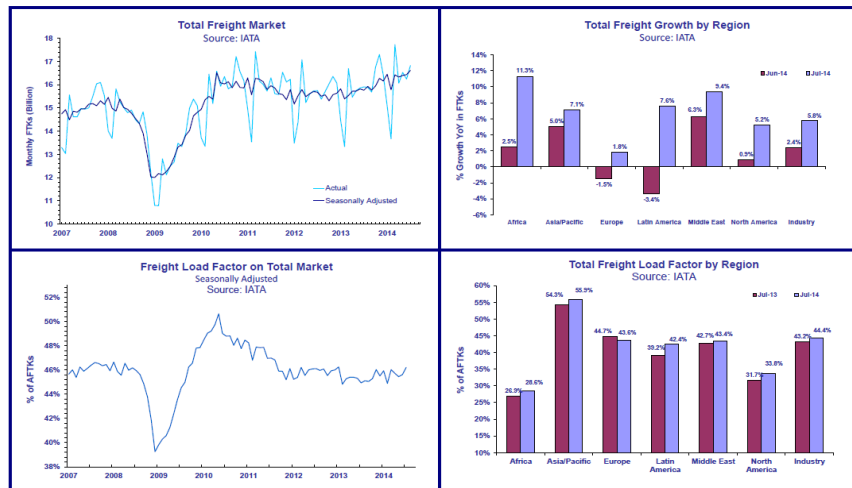 Total Freight Market
Source: IATA
Monthly FTKs (Billion)
18
17
16
15
14
13
12
11
10
Actual
Seasonally Adjusted
2007 2008 2009 2010 2011 2012 2013 2014
Total Freight Growth by Region
Source: IATA
% Growth YoY in FTKs
16%
14%
12%
10%
8%
6%
4%
2%
0%
-2%
-4%
-6%
Jun-14 Jul-14
2.5% 11.3% 5.0% 7.1% -1.5% 1.8% -3.4% 7.6% 6.3% 9.4% 0.9% 5.2% 2.4% 5.8%
Africa Asia/Pacific Europe Latin America Middle East North America Industry
Freight Load Factor on Total Market
Seasonally Adjusted
Source: IATA
% of AFTKs
52%
50%
48%
46%
44%
42%
40%
38%
2007 2008 2009 2010 2011 2012 2013 2014
Total Freight Load Factor by Region
Source: IATA
% of AFTKs
60%
55%
50%
45%
40%
35%
30%
25%
20%
15%
10%
Jul-13 Jul-14
26.9% 28.6% 54.3% 55.9% 44.7% 43.6% 39.2% 42.4% 42.7% 43.4% 31.7% 33.8% 43.2% 44.4%
Africa Asia/Pacific Europe Latin America Middle East North America Industry